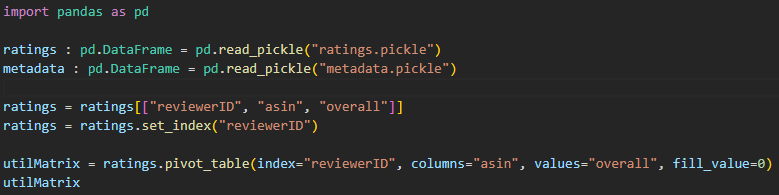 import pandas as pd
ratings : pd.DataFrame = pd.read_pickle("ratings.pickle")
metadata : pd.DataFrame = pd.read_pickle("metadata.pickle")
ratings = ratings[["reviewerID", "asin", "overall"]]
ratings = ratings.set_index("reviewerID")
utilMatrix = ratings.pivot_table(index="reviewerID", columns="asin", values="overall", fill_value=0)
utilMatrix